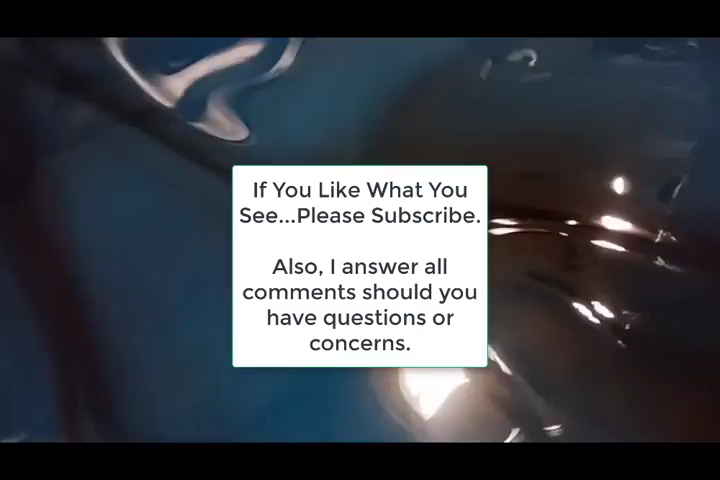 If You Like What You
See...Please Subscribe.
Also, I answer all
comments should you
have questions or
concerns.